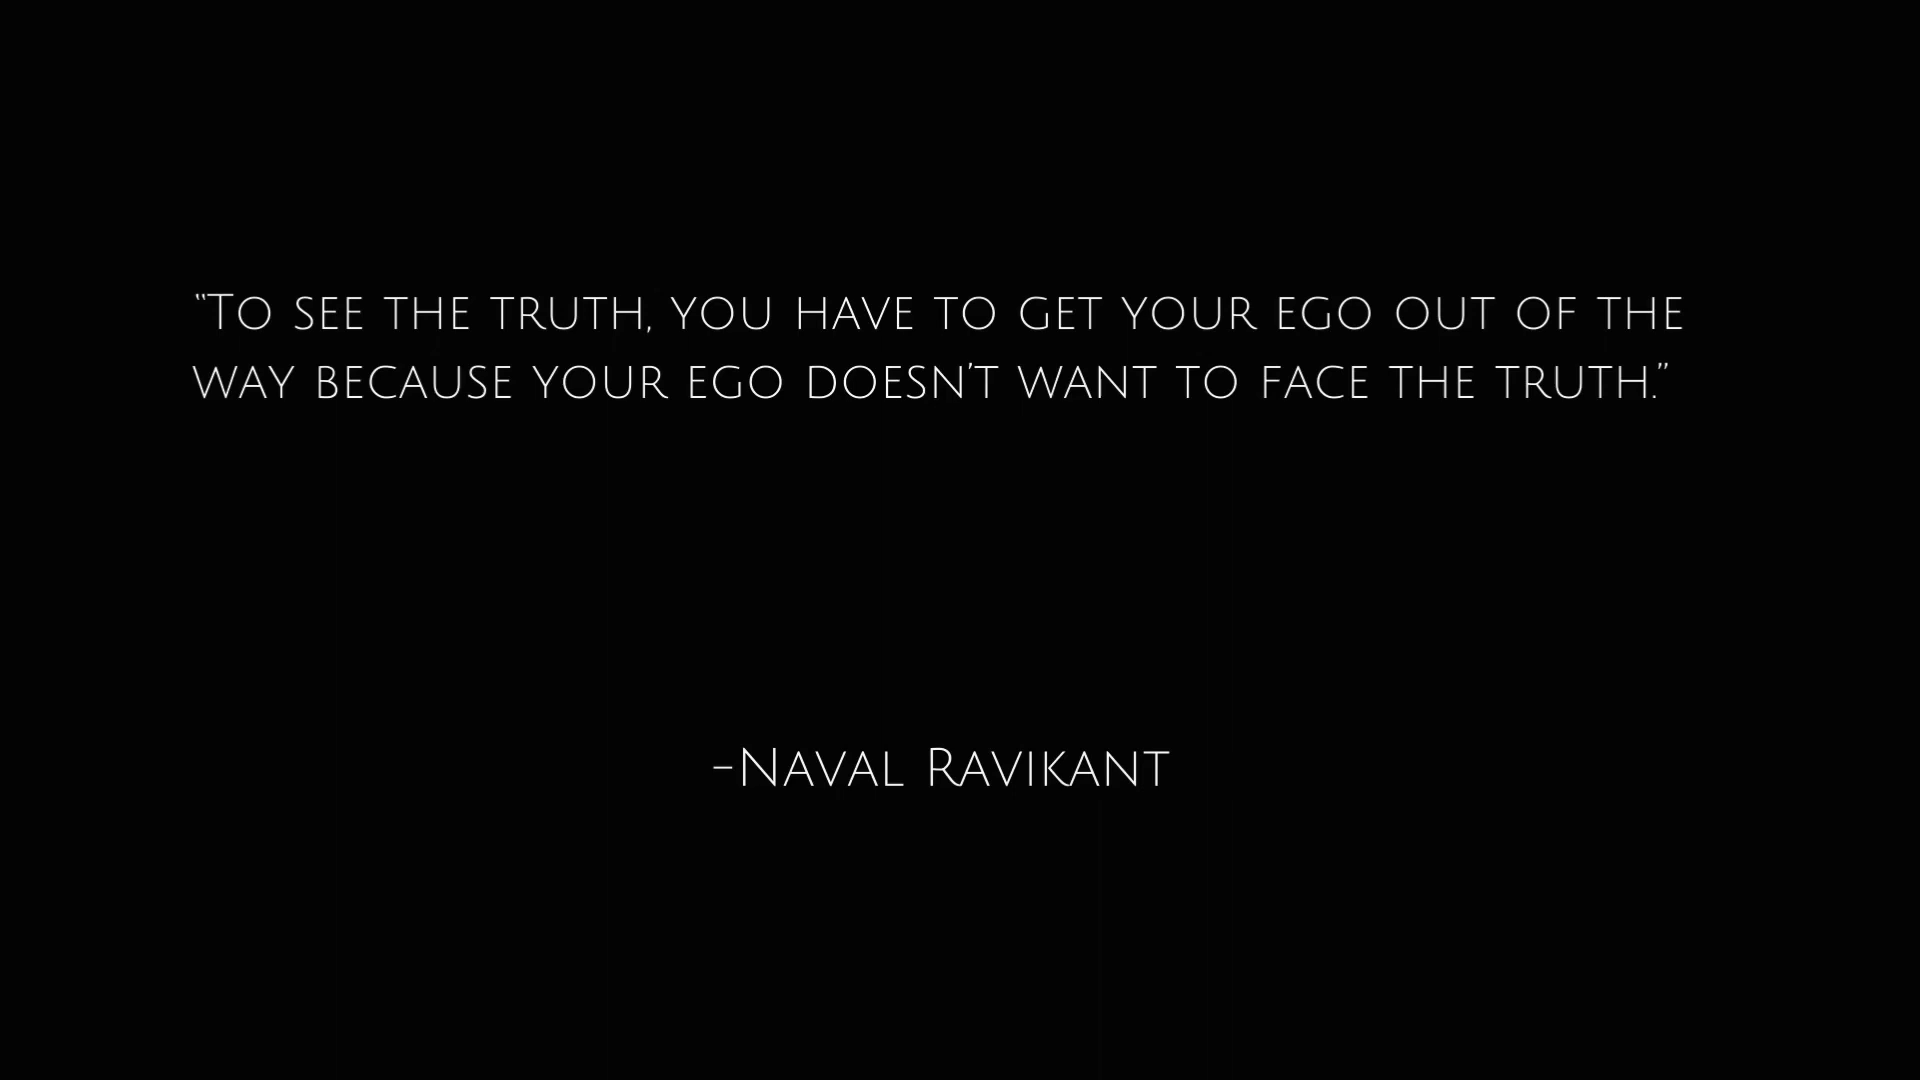 “To see the truth, you have to get your ego out of the
way because your ego doesn’t want to face the truth.”
-Naval Ravikant